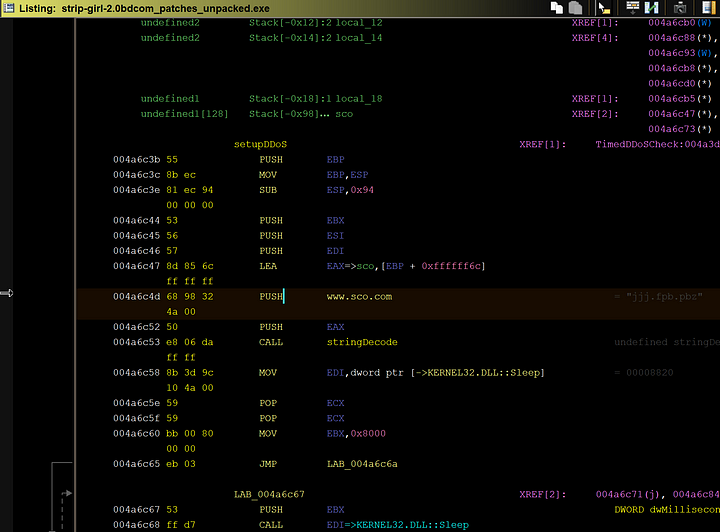 Listing: strip-girl-2.0bdcom_patches_unpacked.exe
undefined2 Stack[-0x12]:2 local_12 XREF[1]: 004a6cb0(W)
undefined2 Stack[-0x14]:2 local_14 XREF[4]: 004a6c88(*),
004a6c93(W)
004a6cb8(*),
004a6cd0(*)
undefined1 Stack[-0x18]:1 local_18 XREF[1]: 004a6cb5(*)
undefined1[128] Stack[-0x98]... sco XREF[2]: 004a6c47(*),
004a6c73(*)
setupDDoS XREF[1]: TimedDDoSCheck:004a3d
004a6c3b 55 PUSH EBP
004a6c3c 8b ec MOV EBP,ESP
004a6c3e 81 ec 94 SUB ESP,0x94
00 00 00
004a6c44 53 PUSH EBX
004a6c45 56 PUSH ESI
004a6c46 57 PUSH EDI
004a6c47 8d 85 6c LEA EAX=>sco,[EBP + 0xffffff6c]
ff ff ff
004a6c4d 68 98 32 PUSH www.sco.com = "jjj.fpb.pbz"
4a 00
004a6c52 50 PUSH EAX
004a6c53 e8 06 da CALL stringDecode undefined stringDe
ff ff
004a6c58 8b 3d 9c MOV EDI,dword ptr [->KERNEL32.DLL::Sleep] = 00008820
10 4a 00
004a6c5e 59 POP ECX
004a6c5f 59 POP ECX
004a6c60 bb 00 80 MOV EBX,0x8000
00 00
004a6c65 eb 03 JMP LAB_004a6c6a
LAB_004a6c67 XREF[2]: 004a6c71(j), 004a6c84
004a6c67 53 PUSH EBX DWORD dwMillisecon
004a6c68 ff d7 CALL EDI=>KERNEL32.DLL::Sleep